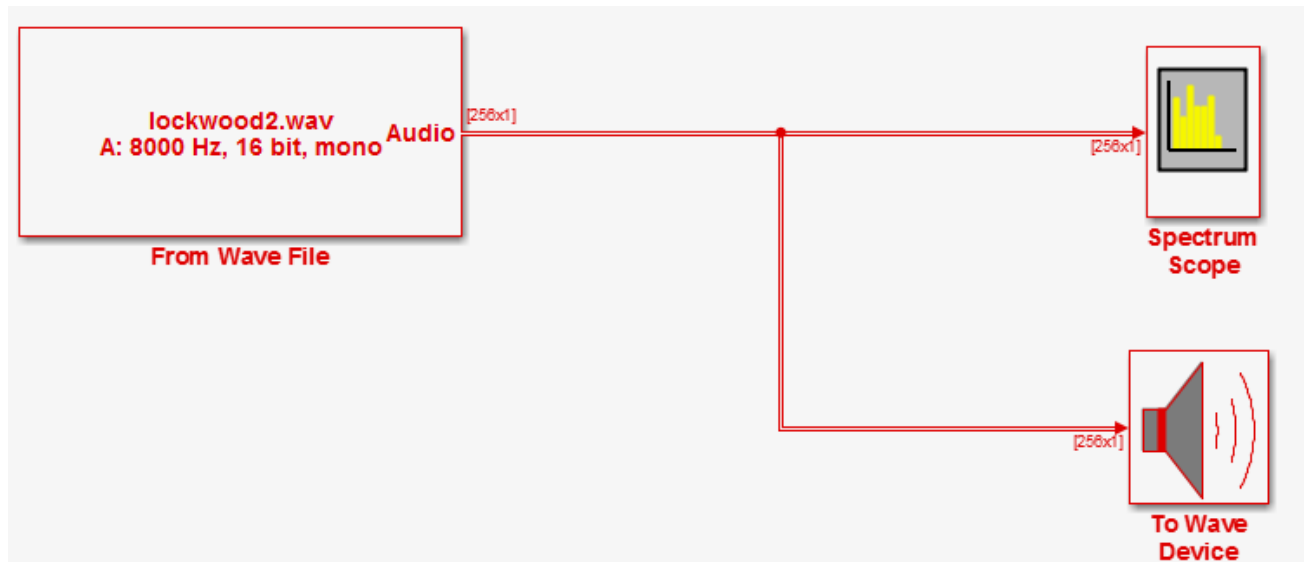 lockwood2.wav
A: 8000 Hz, 16 bit, mono
Audio
[256x1]
From Wave File
[256x1]
Spectrum
Scope
[256x1]
To Wave
Device